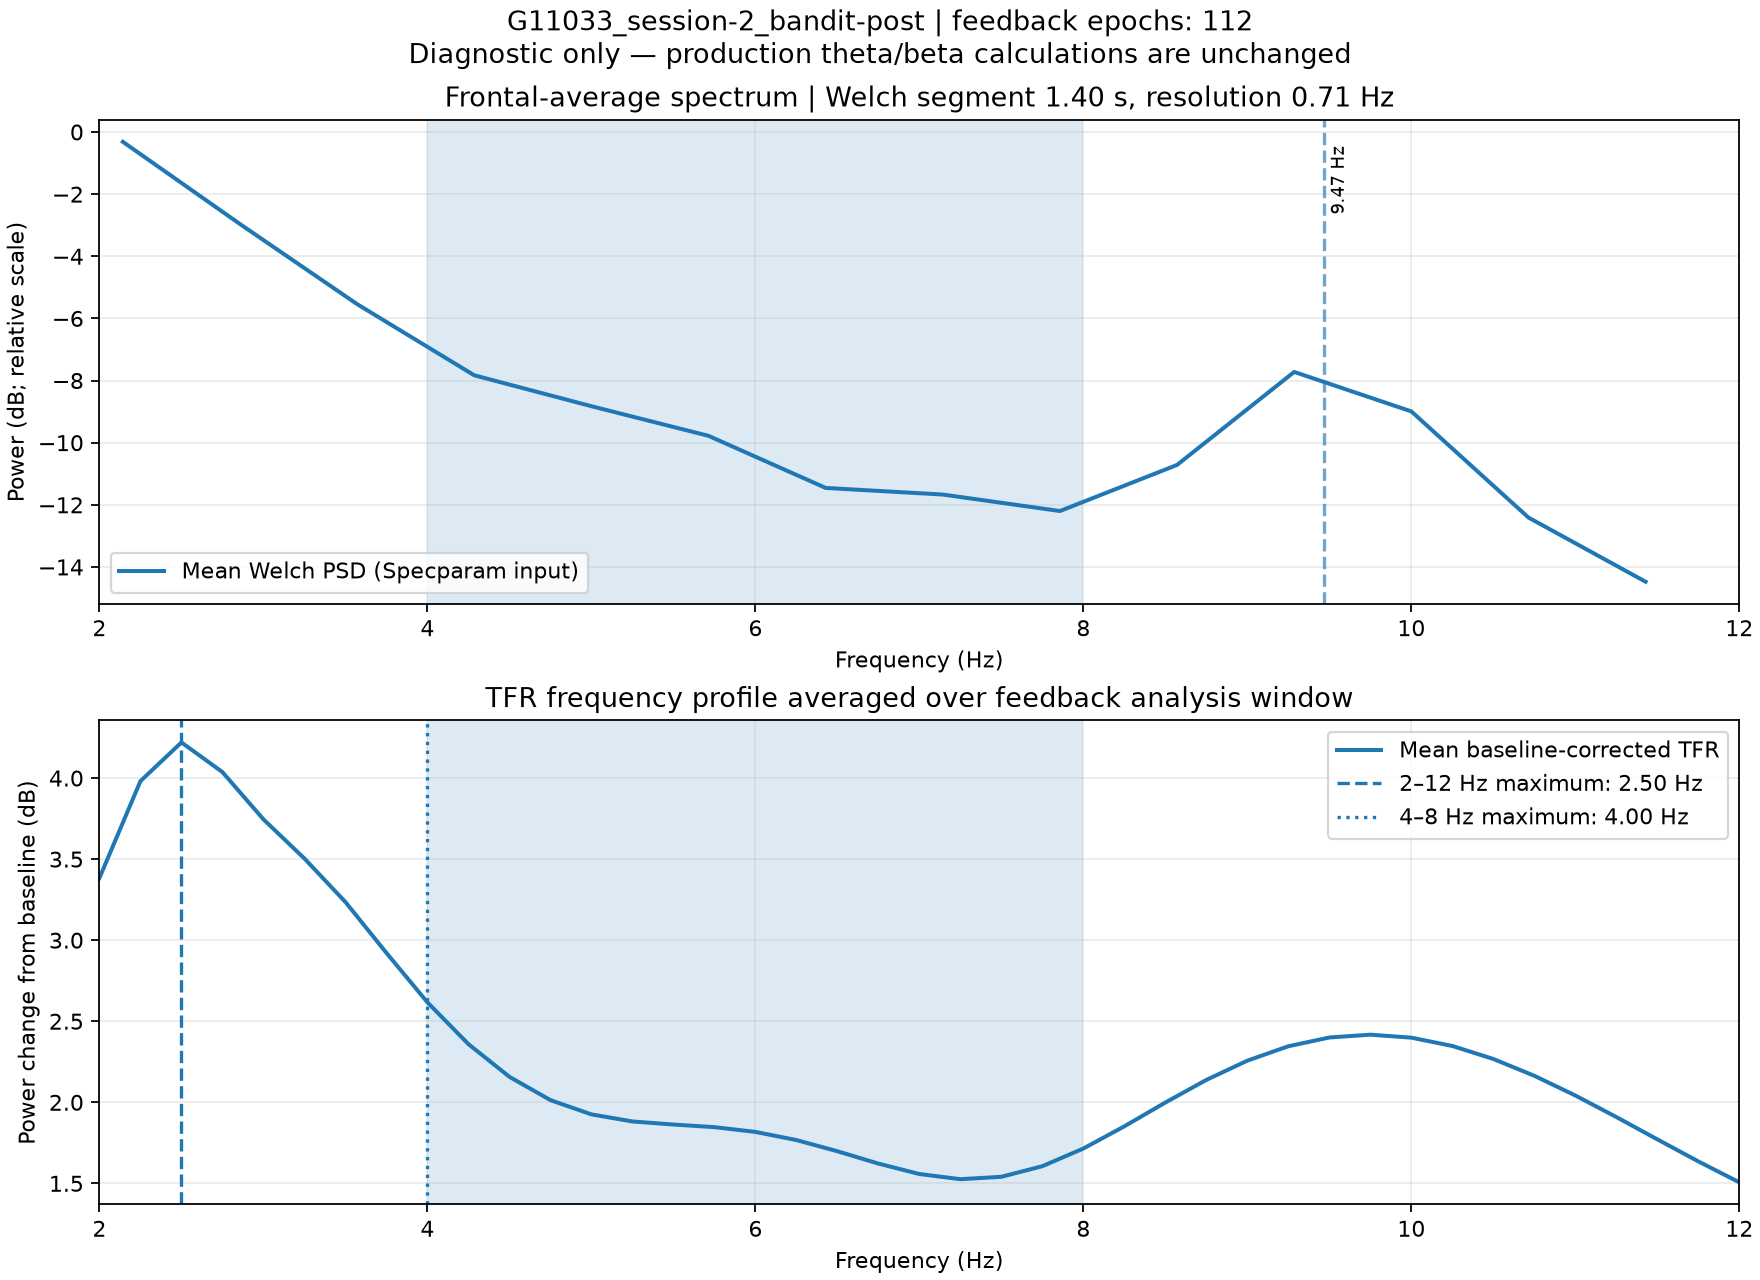 G11033_session-2_bandit-post | feedback epochs: 112
Diagnostic only — production theta/beta calculations are unchanged
Frontal-average spectrum | Welch segment 1.40 s, resolution 0.71 Hz
Power (dB; relative scale)
0
−2
−4
−6
−8
−10
−12
−14
9.47 Hz
Mean Welch PSD (Specparam input)
2
4
6
8
10
12
Frequency (Hz)
TFR frequency profile averaged over feedback analysis window
Power change from baseline (dB)
4.0
3.5
3.0
2.5
2.0
1.5
Mean baseline-corrected TFR
2–12 Hz maximum: 2.50 Hz
4–8 Hz maximum: 4.00 Hz
2
4
6
8
10
12
Frequency (Hz)